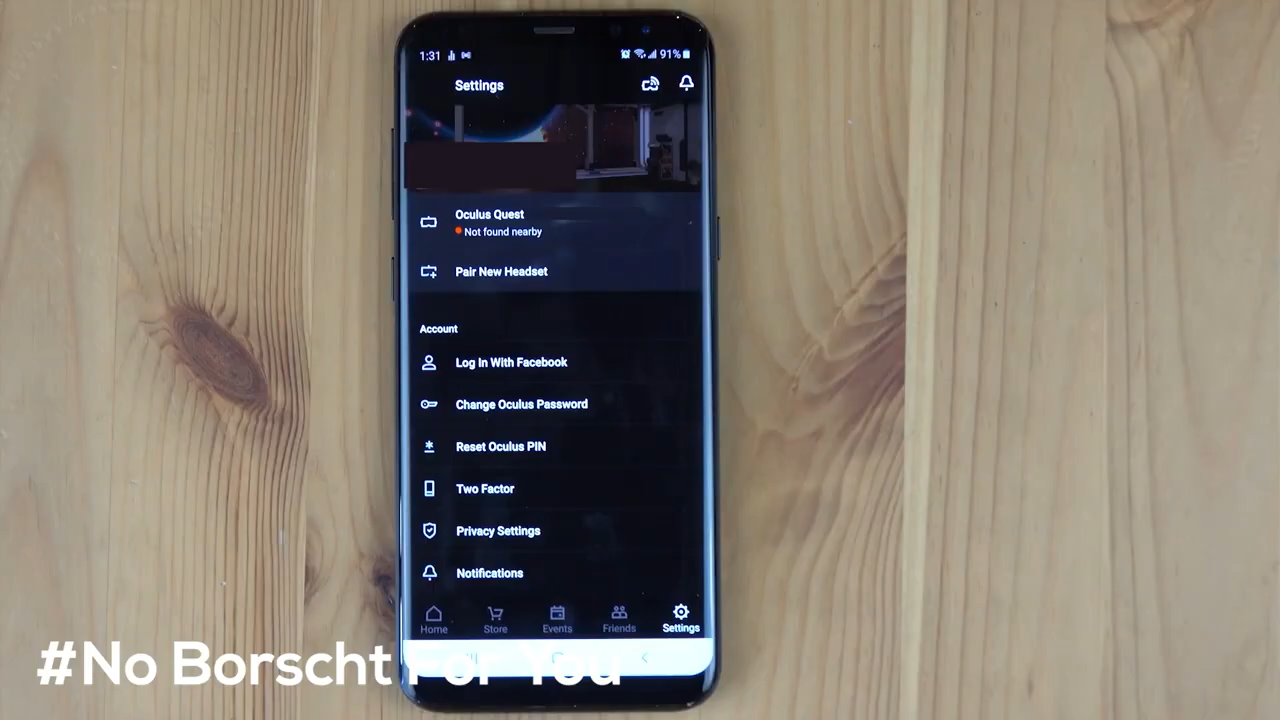 1:31
91%
Settings
Oculus Quest
Not found nearby
Pair New Headset
Account
Log In With Facebook
Change Oculus Password
Reset Oculus PIN
Two Factor
Privacy Settings
Notifications
Home Store Events Friends Settings
#No Borscht For You